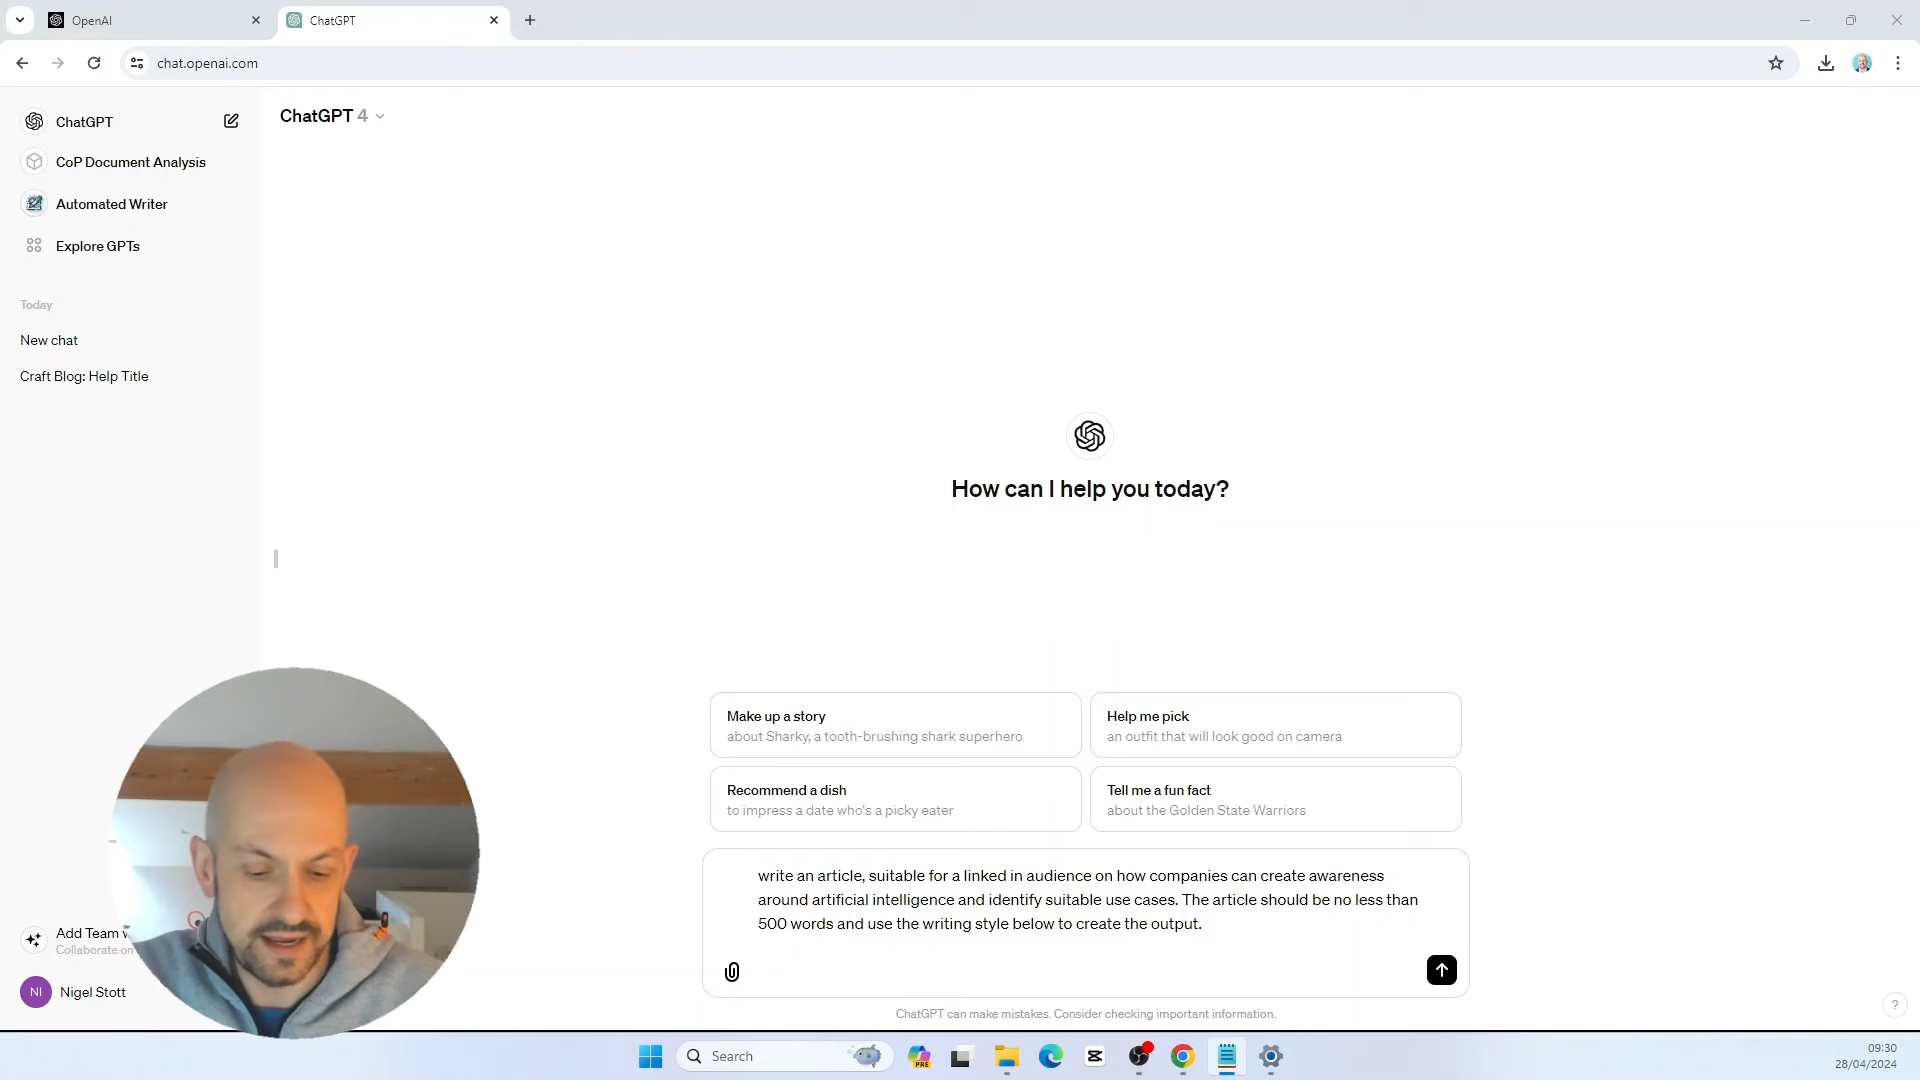 OpenAI
ChatGPT
chat.openai.com
ChatGPT
CoP Document Analysis
Automated Writer
Explore GPTs
Today
New chat
Craft Blog: Help Title
Add Team
Collaborate on
NI
Nigel Stott
ChatGPT 4
How can I help you today?
Make up a story
about Sharky, a tooth-brushing shark superhero
Help me pick
an outfit that will look good on camera
Recommend a dish
to impress a date who's a picky eater
Tell me a fun fact
about the Golden State Warriors
write an article, suitable for a linked in audience on how companies can create awareness
around artificial intelligence and identify suitable use cases. The article should be no less than
500 words and use the writing style below to create the output.
ChatGPT can make mistakes. Consider checking important information.
?
Search
PRE
09:30
28/04/2024